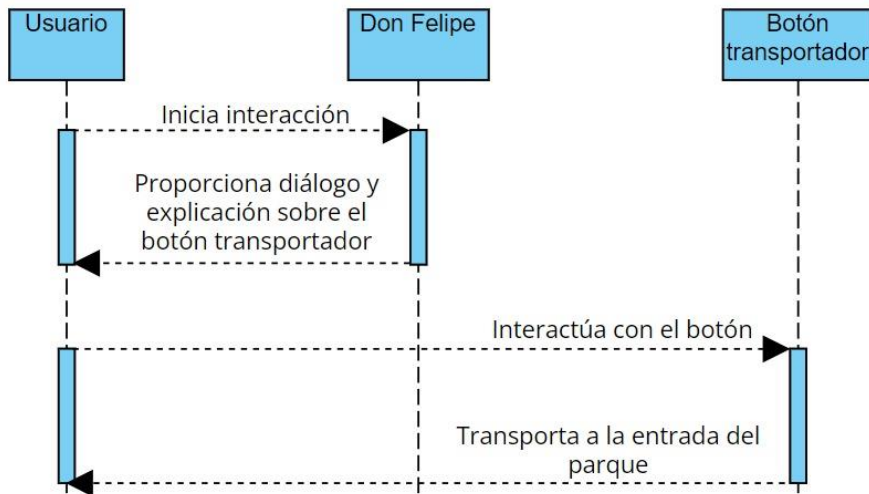 Usuario
Don Felipe
Botón
transportador
Inicia interacción
Proporciona diálogo y
explicación sobre el
botón transportador
Interactúa con el botón
Transporta a la entrada del
parque